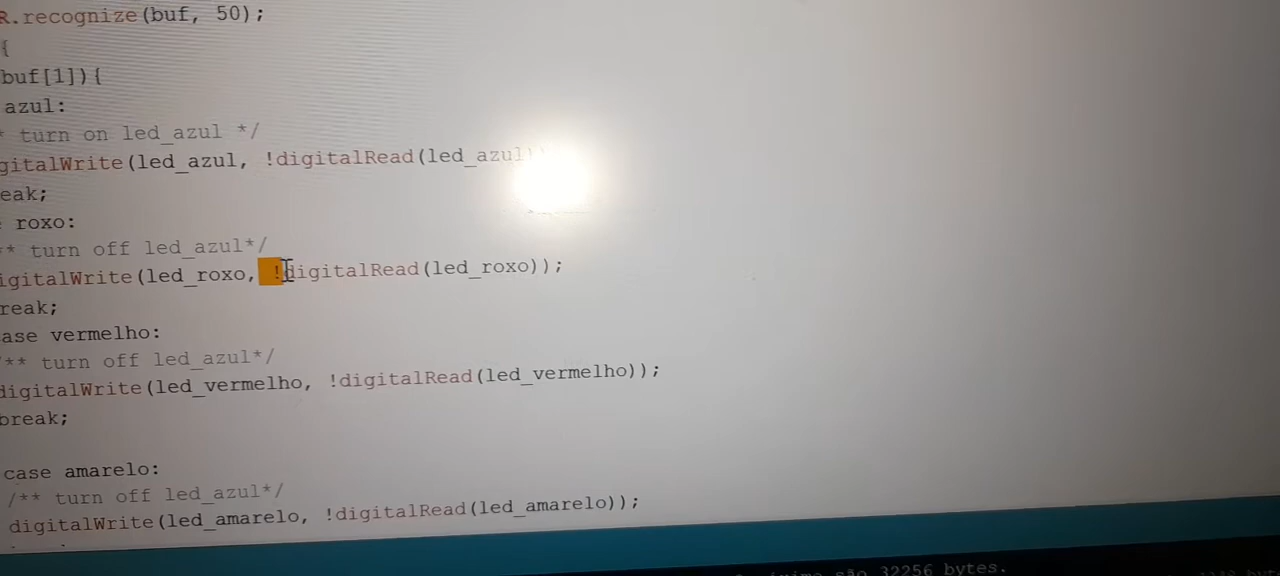 R.recognize(buf, 50);
{
buf[1]){
azul:
* turn on led_azul */
gitalWrite(led_azul, !digitalRead(led_azul
eak;
roxo:
** turn off led_azul*/
igitalWrite(led_roxo, !digitalRead(led_roxo));
reak;
ase vermelho:
/** turn off led_azul*/
digitalWrite(led_vermelho, !digitalRead(led_vermelho));
break;
case amarelo:
/** turn off led_azul*/
digitalWrite(led_amarelo, !digitalRead(led_amarelo));
são 32256 bytes.